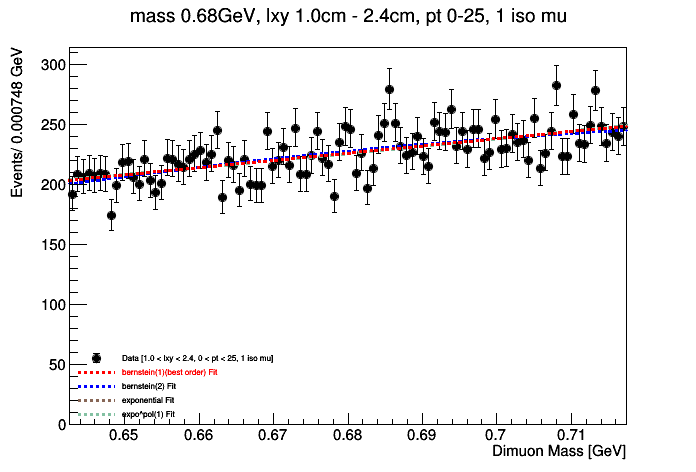 mass 0.68GeV, lxy 1.0cm - 2.4cm, pt 0-25, 1 iso mu
Events/ 0.000748 GeV
300
250
200
150
100
50
0
Data [1.0 < lxy < 2.4, 0 < pt < 25, 1 iso mu]
bernstein(1)(best order) Fit
bernstein(2) Fit
exponential Fit
expo*pol(1) Fit
0.65 0.66 0.67 0.68 0.69 0.7 0.71
Dimuon Mass [GeV]